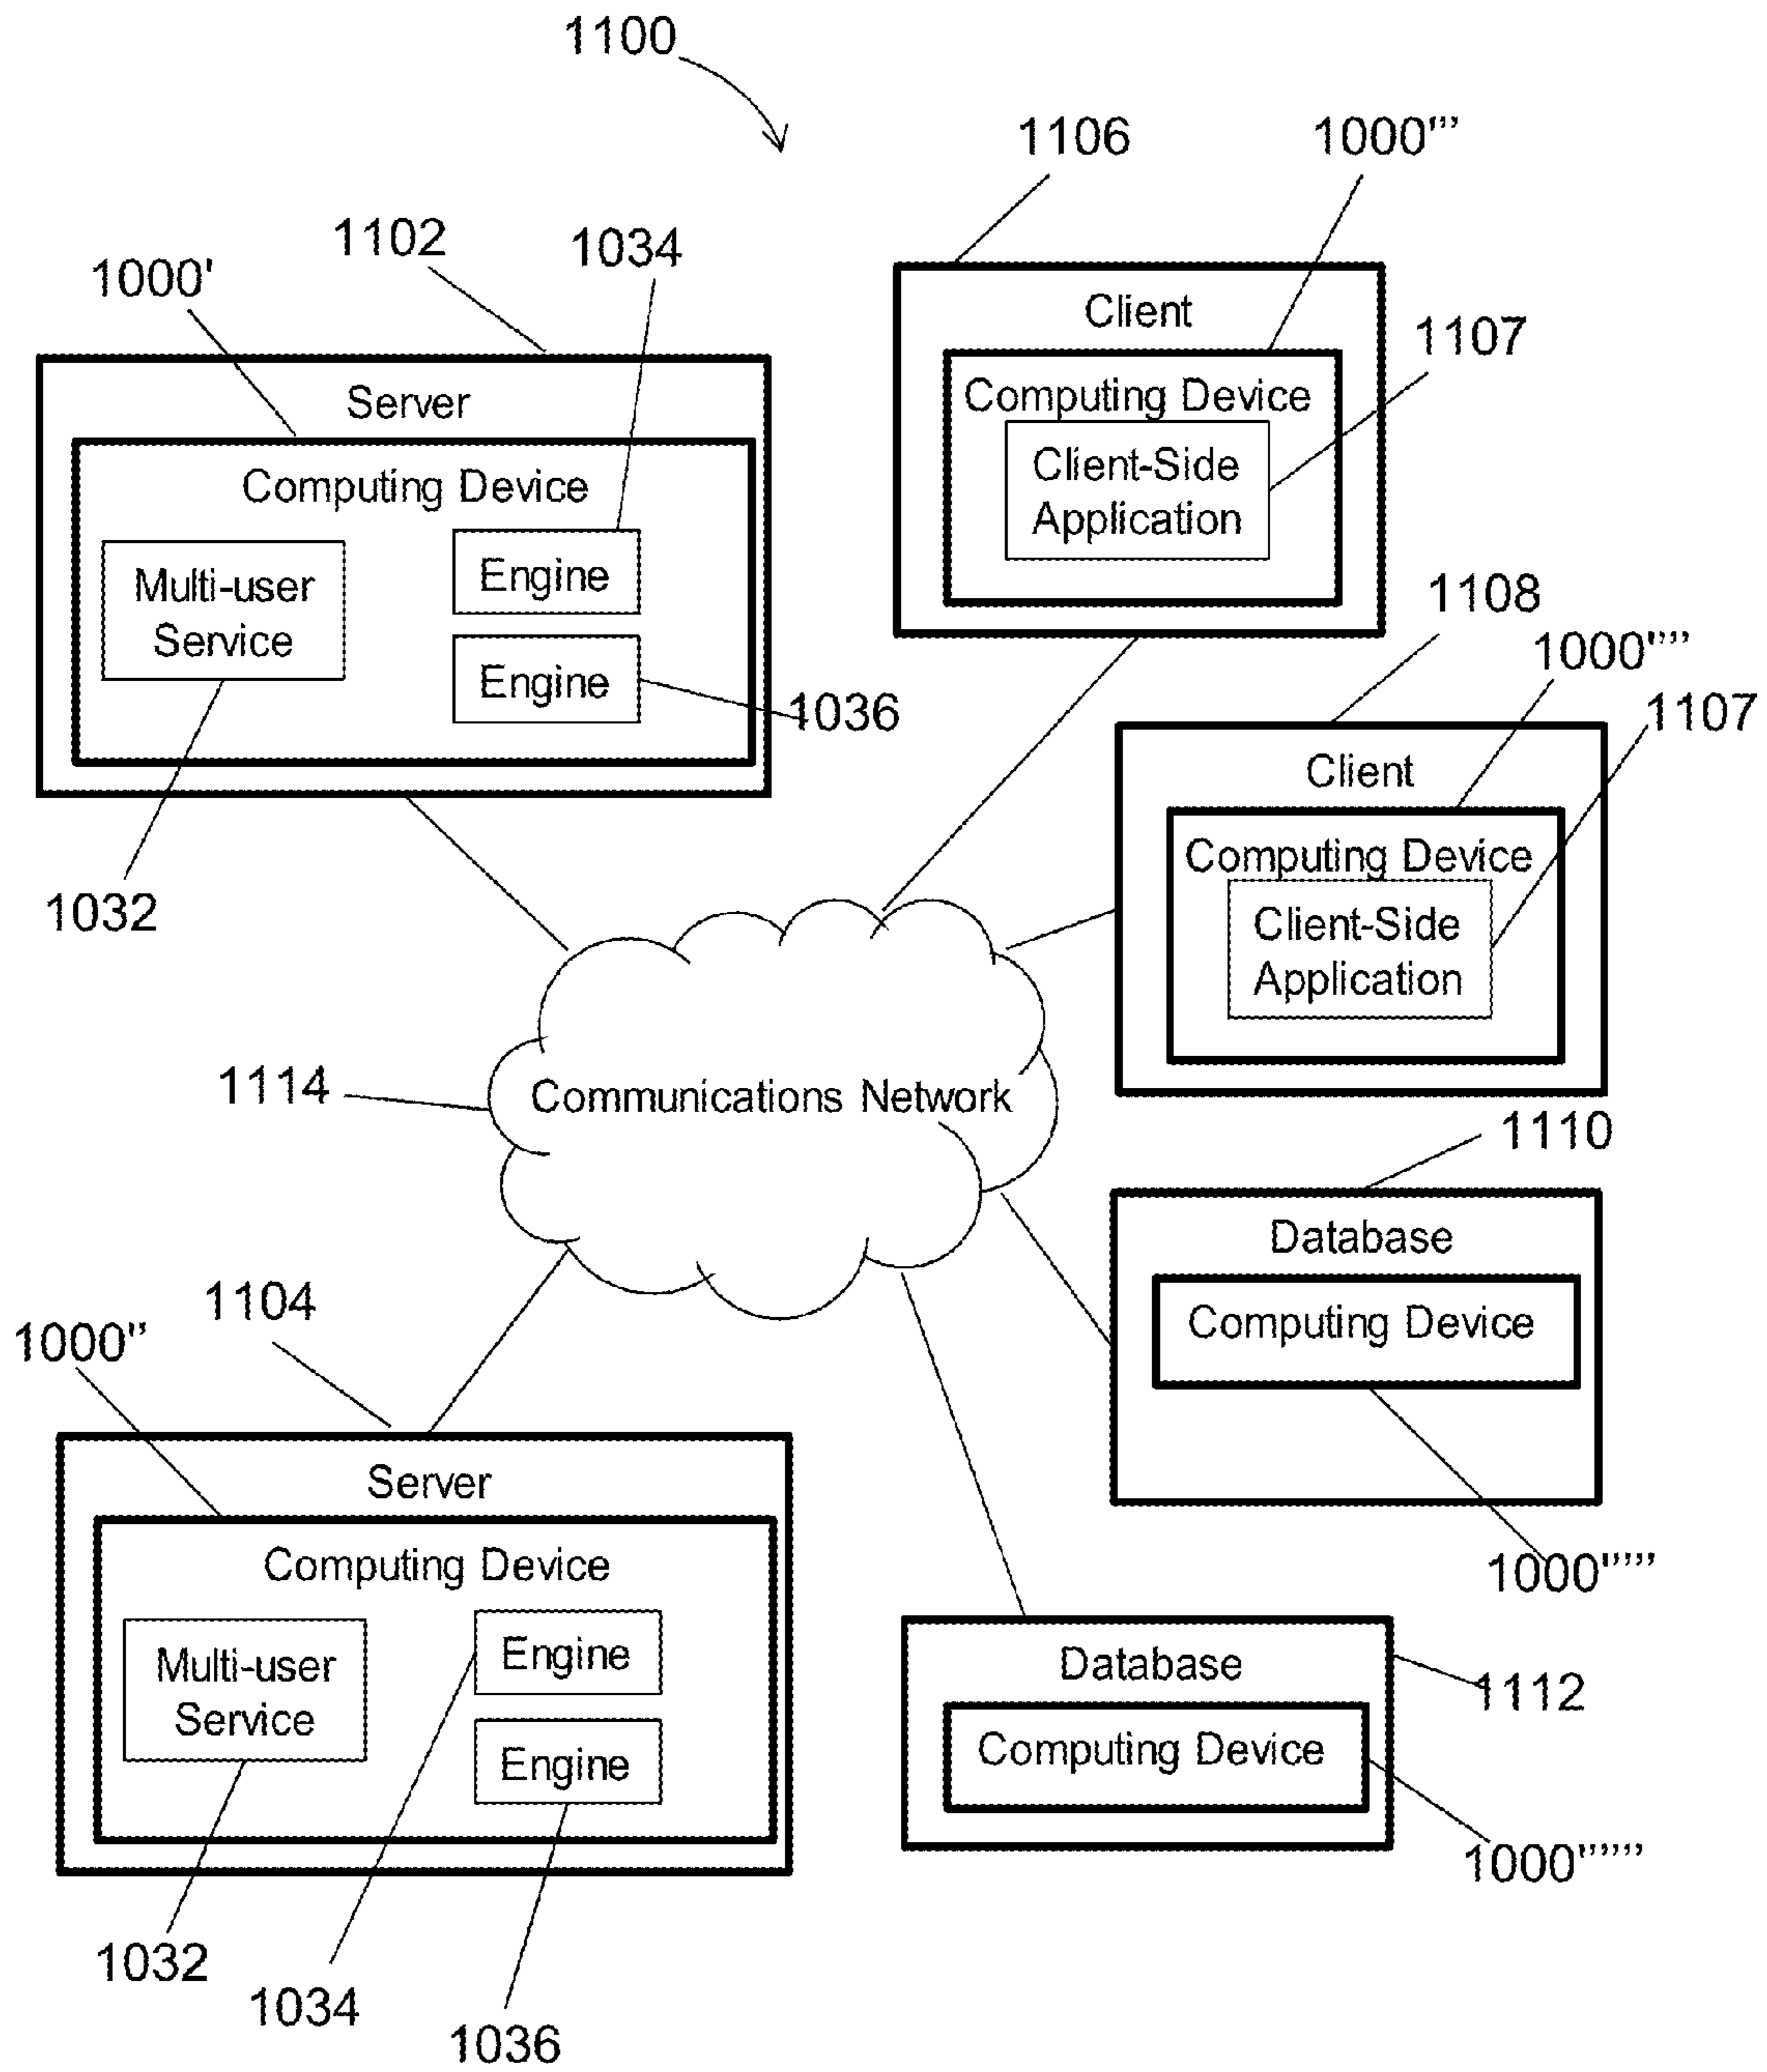 1100
1106
1000'''
1102
1034
1000'
Client
1107
Server
Computing Device
Computing Device
Client-Side
Application
Engine
Multi-user
Service
Engine
1036
1108
1000''''
1107
Client
Computing Device
1032
Client-Side
Application
1114
Communications Network
1110
Database
Computing Device
1104
1000''
Server
Computing Device
1000'''''
Multi-user
Service
Engine
Engine
Database
1112
Computing Device
1000''''''
1032
1034
1036